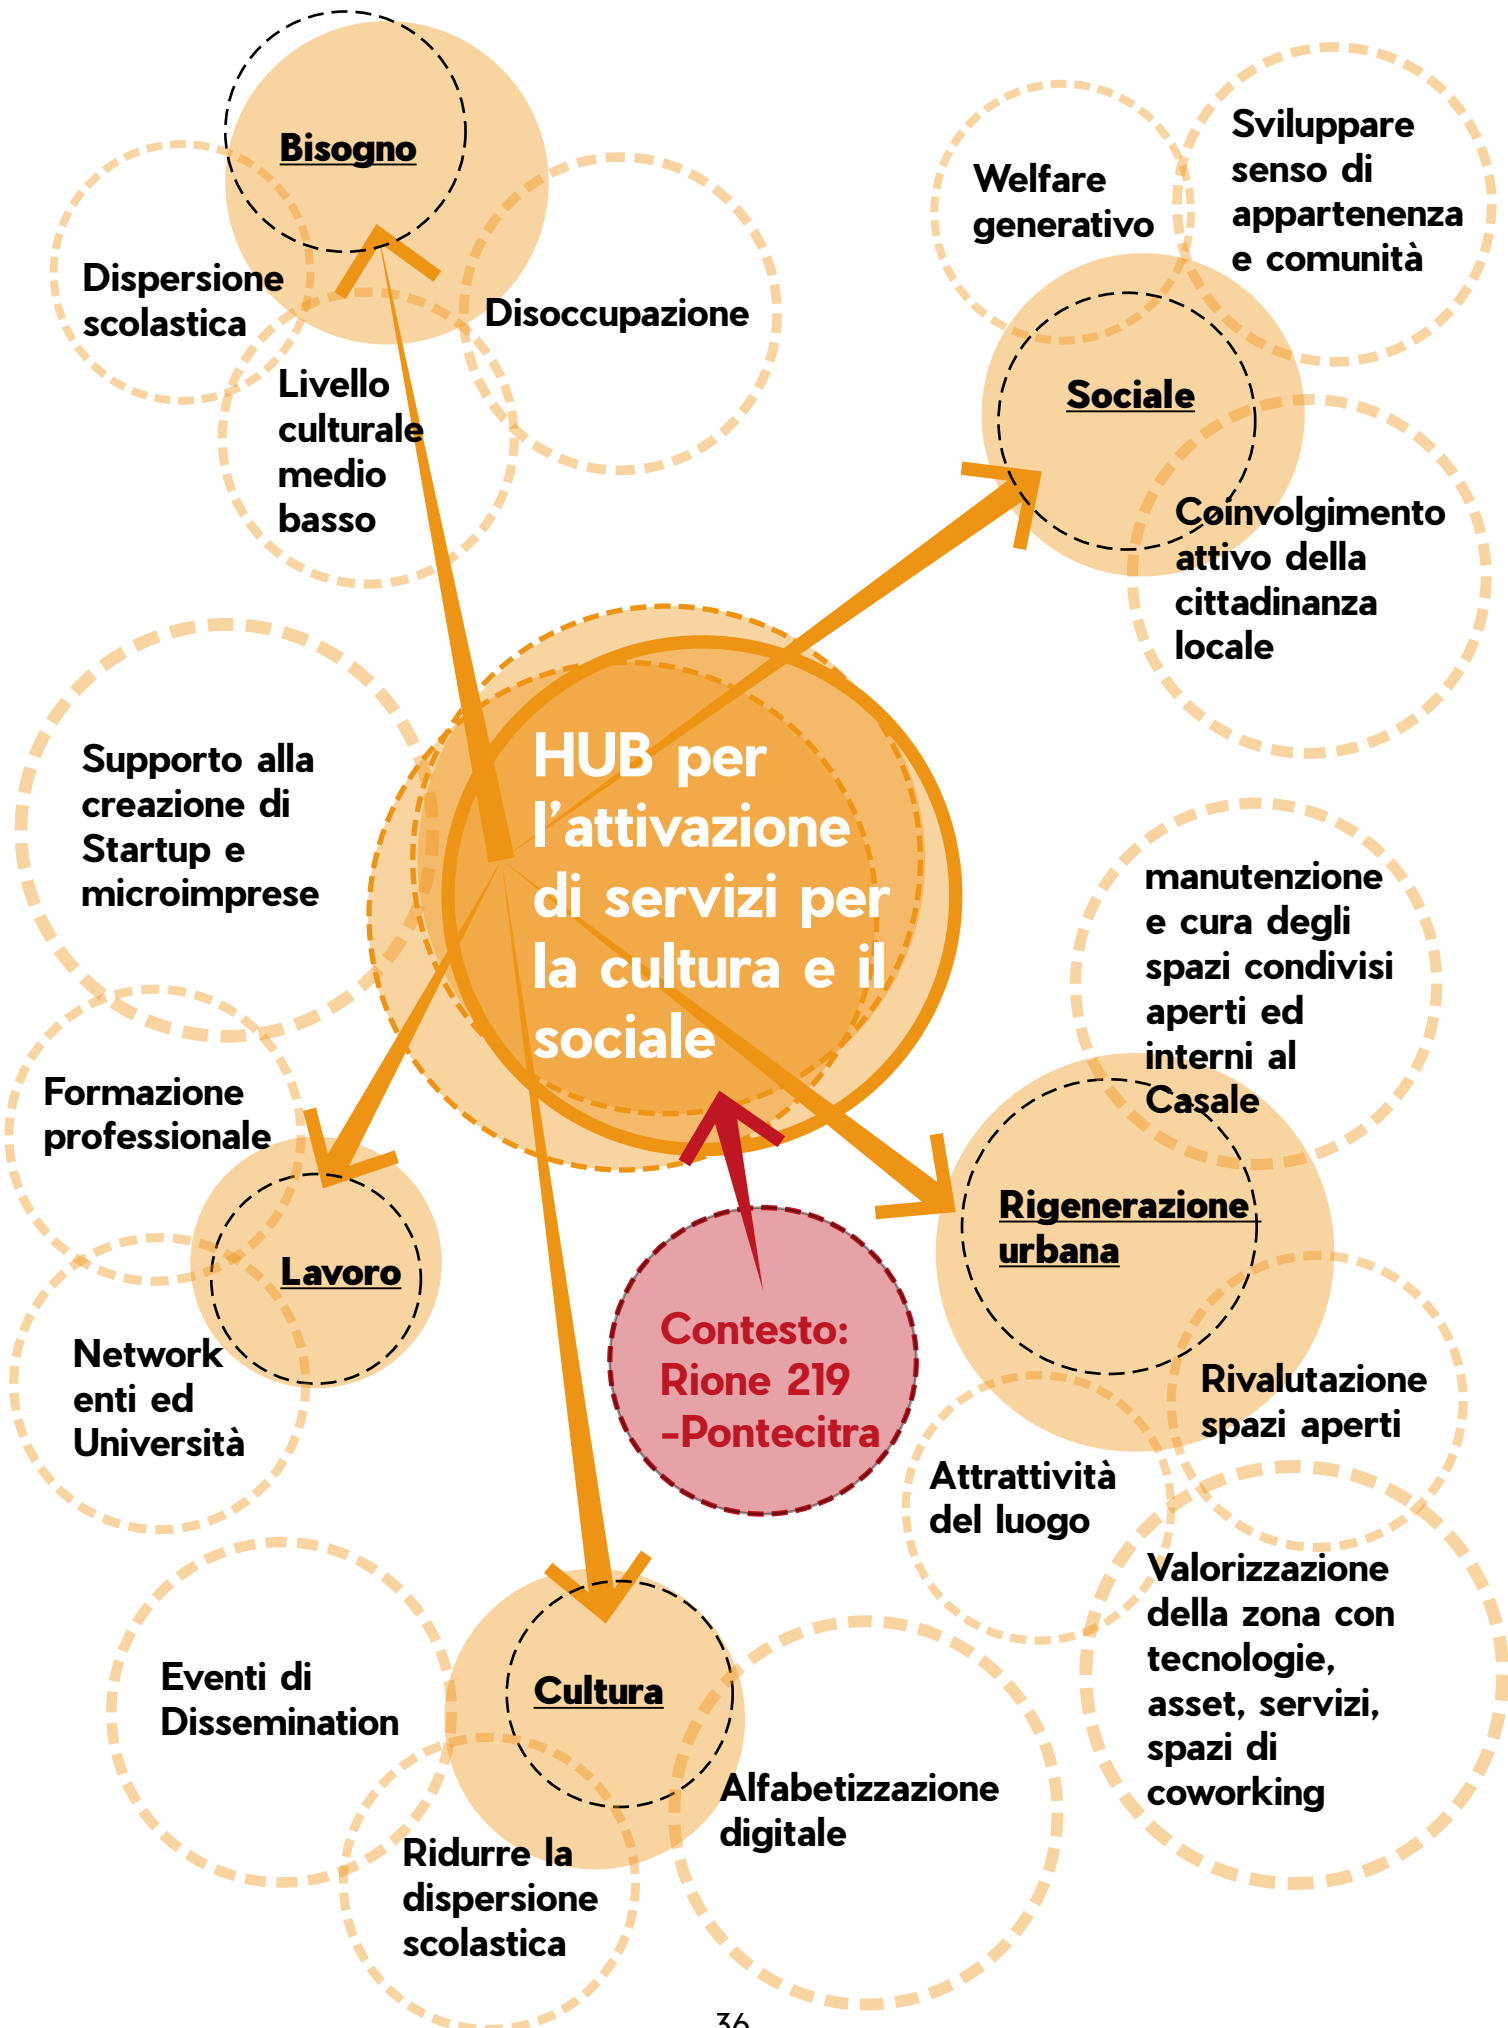 Bisogno
Dispersione
scolastica
Disoccupazione
Livello
culturale
medio
basso
Welfare
generativo
Sviluppare
senso di
appartenenza
e comunità
Sociale
Coinvolgimento
attivo della
cittadinanza
locale
HUB per
l’attivazione
di servizi per
la cultura e il
sociale
Supporto alla
creazione di
Startup e
microimprese
Formazione
professionale
Lavoro
Network
enti ed
Università
manutenzione
e cura degli
spazi condivisi
aperti ed
interni al
Casale
Rigenerazione
urbana
Rivalutazione
spazi aperti
Attrattività
del luogo
Valorizzazione
della zona con
tecnologie,
asset, servizi,
spazi di
coworking
Contesto:
Rione 219
-Pontecitra
Cultura
Eventi di
Dissemination
Ridurre la
dispersione
scolastica
Alfabetizzazione
digitale
36